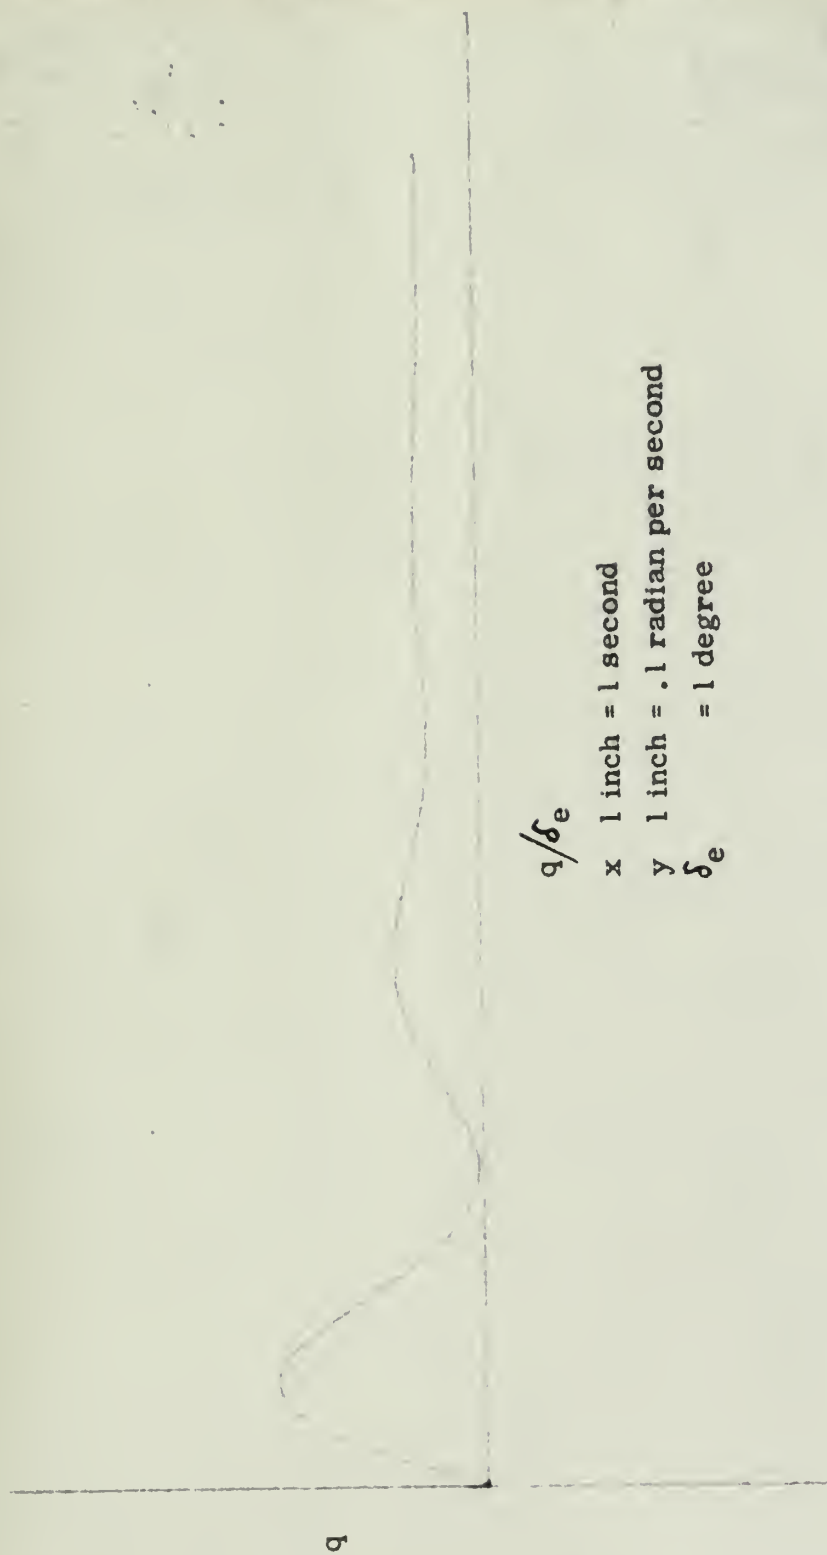 q
q/δe
x 1 inch = 1 second
y 1 inch = .1 radian per second
δe = 1 degree